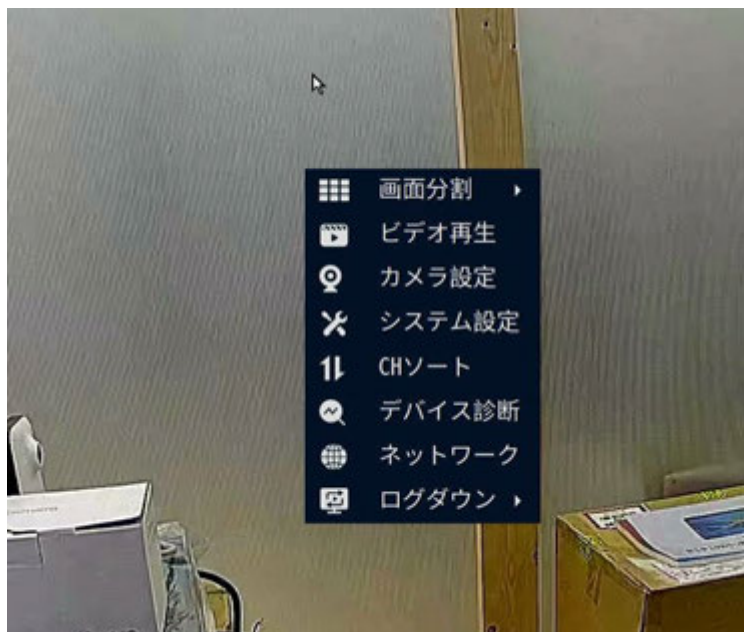 画面分割
ビデオ再生
カメラ設定
システム設定
CHソート
デバイス診断
ネットワーク
ログダウン